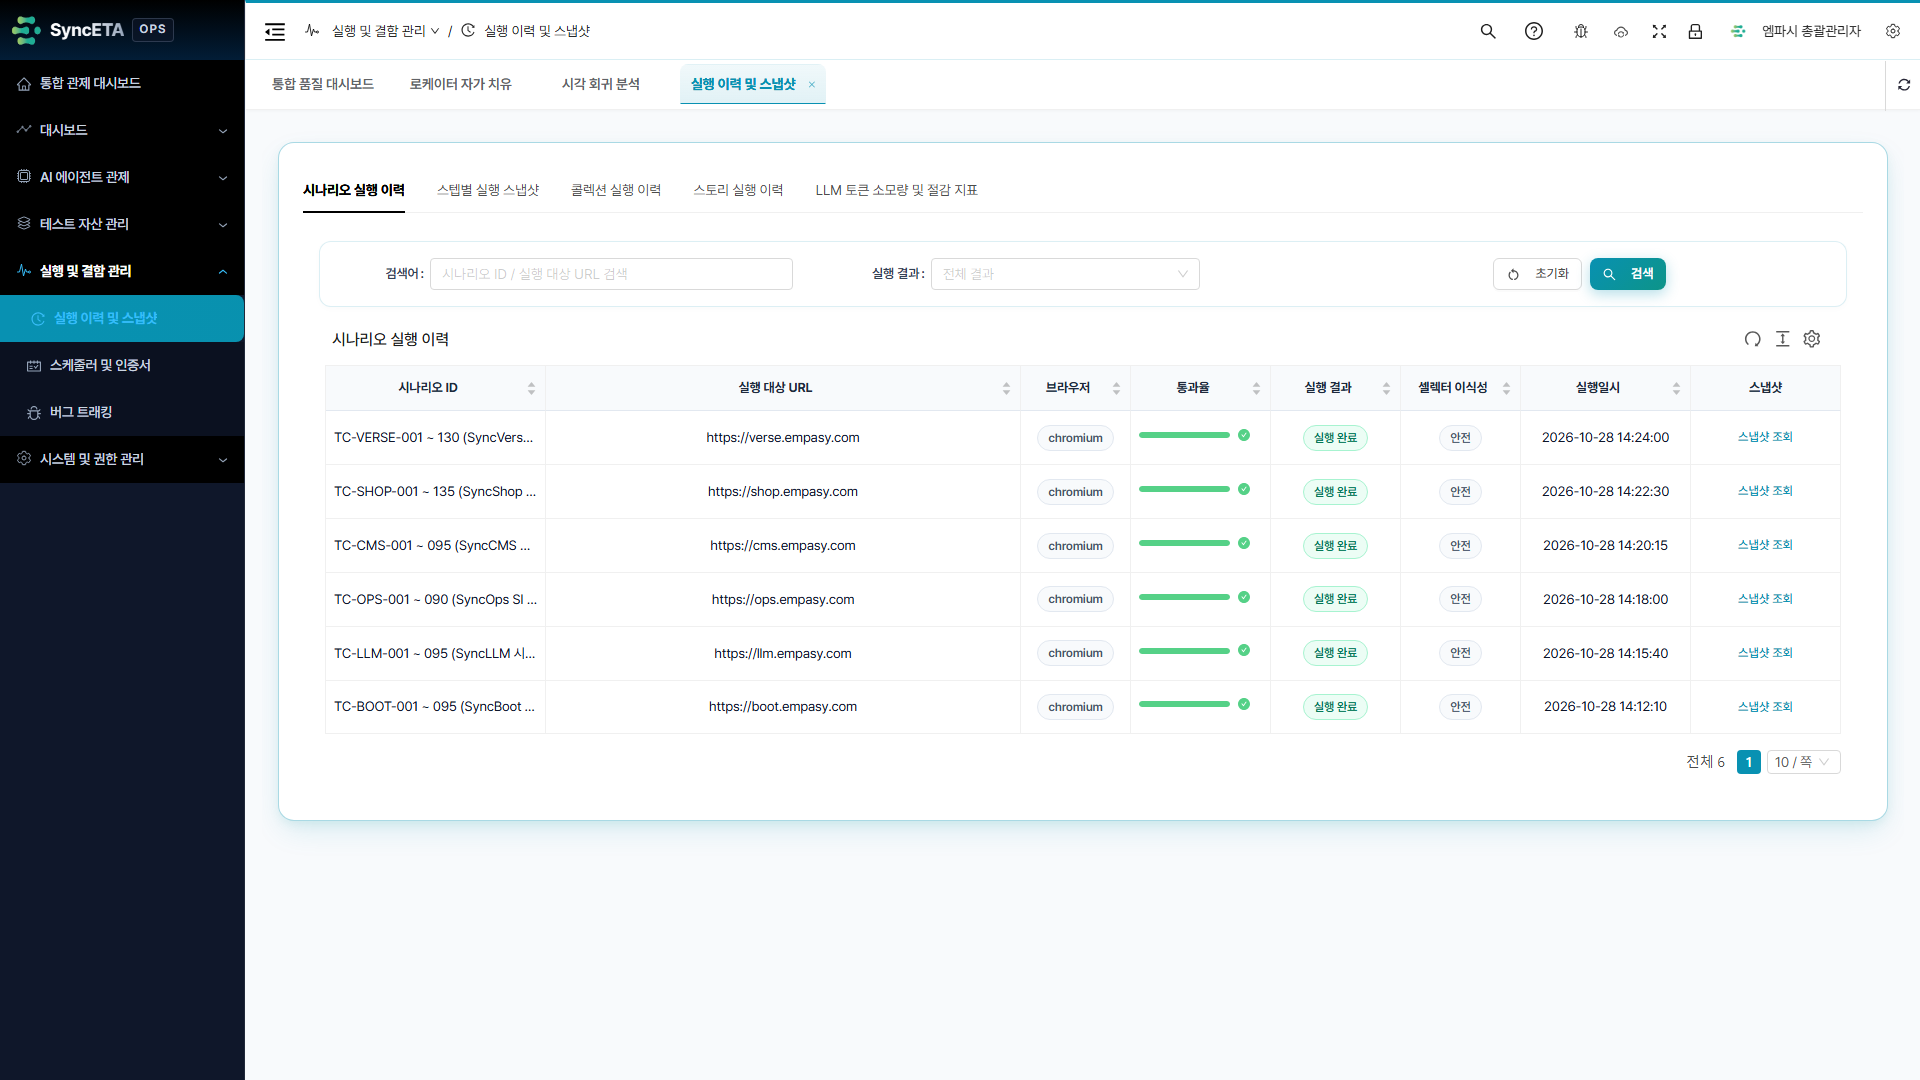 SyncETA OPS
실행 및 결함 관리 / 실행 이력 및 스냅샷
엠파시 총괄관리자
통합 관제 대시보드
대시보드
AI 에이전트 관제
테스트 자산 관리
실행 및 결함 관리
실행 이력 및 스냅샷
스케줄러 및 인증서
버그 트래킹
시스템 및 권한 관리
통합 품질 대시보드 로케이터 자가 치유 시각 회귀 분석 실행 이력 및 스냅샷 ×
시나리오 실행 이력 스텝별 실행 스냅샷 콜렉션 실행 이력 스토리 실행 이력 LLM 토큰 소모량 및 절감 지표
검색어: 시나리오 ID / 실행 대상 URL 검색 실행 결과: 전체 결과 초기화 검색
시나리오 실행 이력
시나리오 ID 실행 대상 URL 브라우저 통과율 실행 결과 셀렉터 이식성 실행일시 스냅샷
TC-VERSE-001 ~ 130 (SyncVers... https://verse.empasy.com chromium 실행 완료 안전 2026-10-28 14:24:00 스냅샷 조회
TC-SHOP-001 ~ 135 (SyncShop ... https://shop.empasy.com chromium 실행 완료 안전 2026-10-28 14:22:30 스냅샷 조회
TC-CMS-001 ~ 095 (SyncCMS ... https://cms.empasy.com chromium 실행 완료 안전 2026-10-28 14:20:15 스냅샷 조회
TC-OPS-001 ~ 090 (SyncOps SI ... https://ops.empasy.com chromium 실행 완료 안전 2026-10-28 14:18:00 스냅샷 조회
TC-LLM-001 ~ 095 (SyncLLM 시... https://llm.empasy.com chromium 실행 완료 안전 2026-10-28 14:15:40 스냅샷 조회
TC-BOOT-001 ~ 095 (SyncBoot ... https://boot.empasy.com chromium 실행 완료 안전 2026-10-28 14:12:10 스냅샷 조회
전체 6 1 10 / 쪽